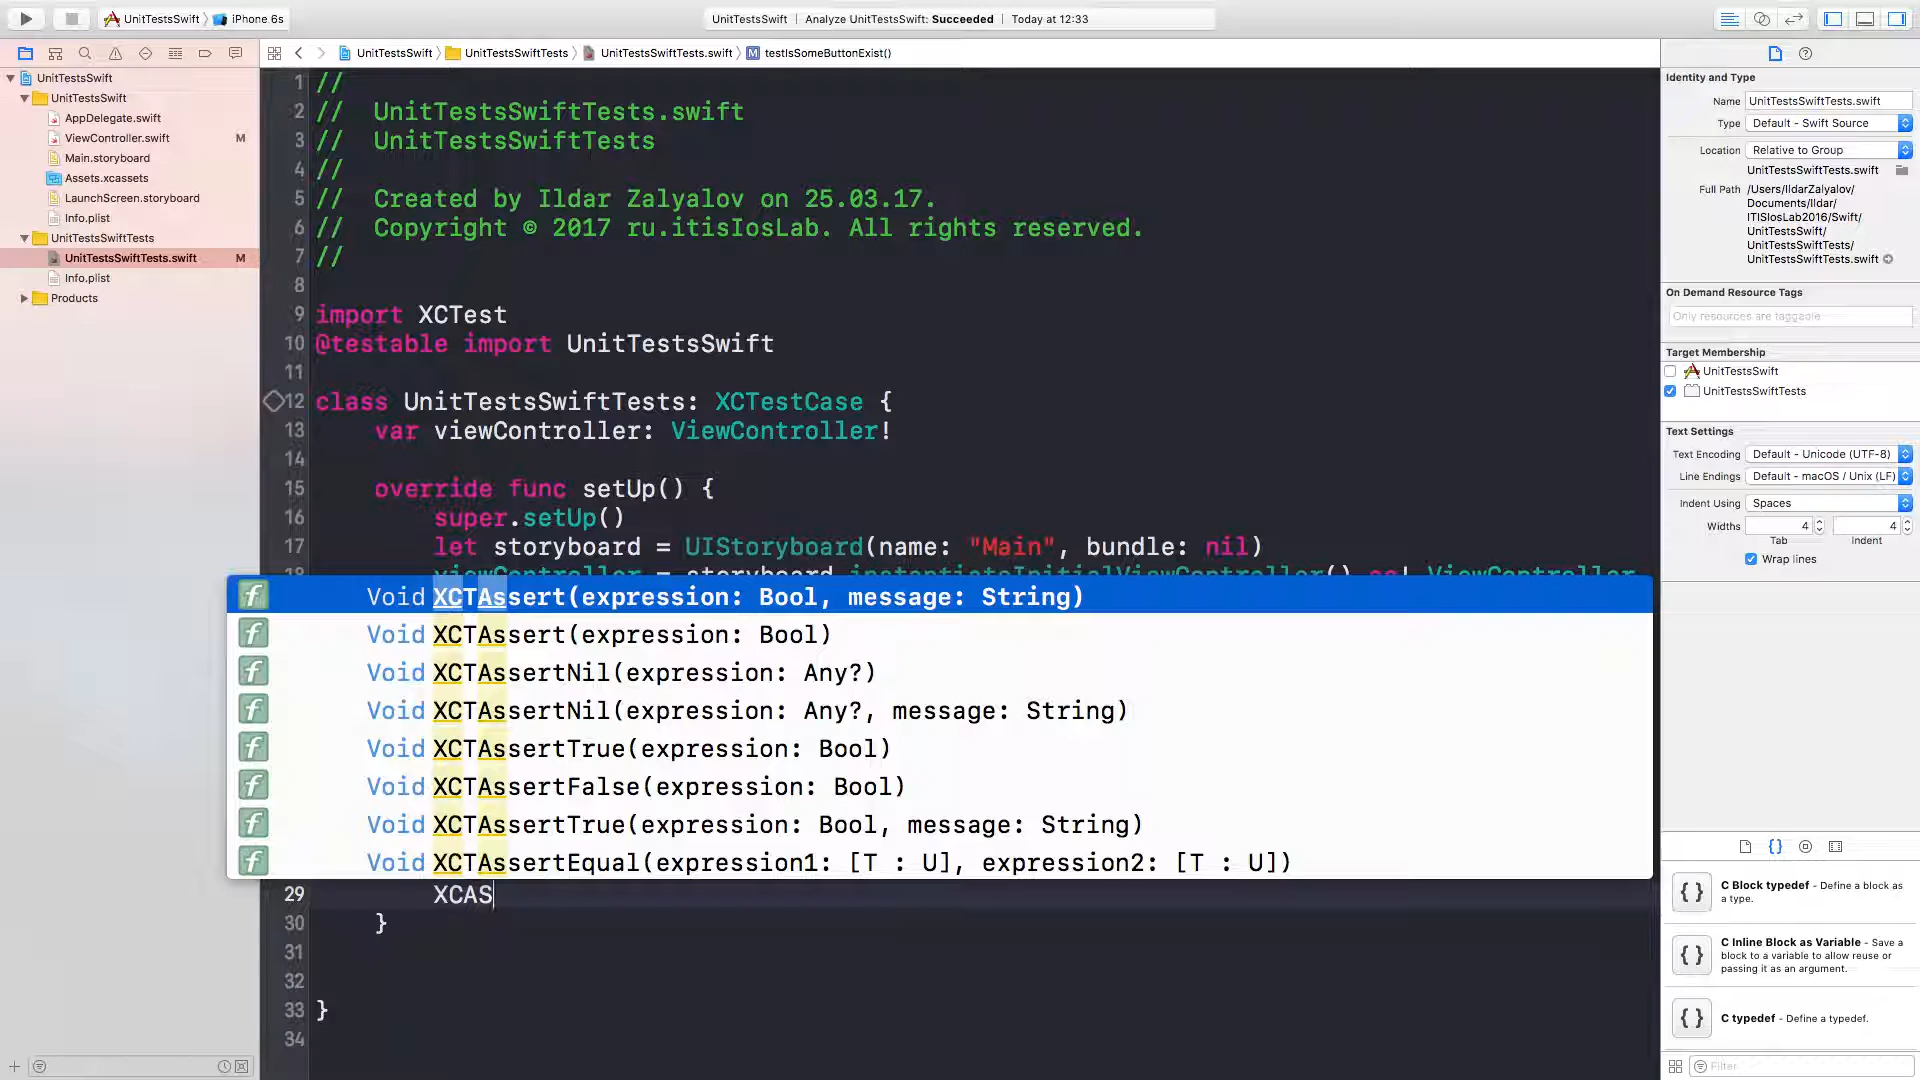 UnitTestsSwift
iPhone 6s
UnitTestsSwift
Analyze UnitTestsSwift: Succeeded
Today at 12:33
UnitTestsSwift
UnitTestsSwiftTests
UnitTestsSwiftTests.swift
M
testIsSomeButtonExist()
UnitTestsSwift
UnitTestsSwift
AppDelegate.swift
ViewController.swift M
Main.storyboard
Assets.xcassets
LaunchScreen.storyboard
Info.plist
UnitTestsSwiftTests
UnitTestsSwiftTests.swift M
Info.plist
Products
1 //
2 // UnitTestsSwiftTests.swift
3 // UnitTestsSwiftTests
4 //
5 // Created by Ildar Zalyalov on 25.03.17.
6 // Copyright © 2017 ru.itisIosLab. All rights reserved.
7 //
8
9 import XCTest
10 @testable import UnitTestsSwift
11
12 class UnitTestsSwiftTests: XCTestCase {
13 var viewController: ViewController!
14
15 override func setUp() {
16 super.setUp()
17 let storyboard = UIStoryboard(name: "Main", bundle: nil)
18 viewController = storyboard.instantiateInitialViewController() as! ViewController
f Void XCTAssert(expression: Bool, message: String)
f Void XCTAssert(expression: Bool)
f Void XCTAssertNil(expression: Any?)
f Void XCTAssertNil(expression: Any?, message: String)
f Void XCTAssertTrue(expression: Bool)
f Void XCTAssertFalse(expression: Bool)
f Void XCTAssertTrue(expression: Bool, message: String)
f Void XCTAssertEqual(expression1: [T : U], expression2: [T : U])
29 XCAS
30 }
31
32
33 }
34
Identity and Type
Name UnitTestsSwiftTests.swift
Type Default - Swift Source
Location Relative to Group
UnitTestsSwiftTests.swift
Full Path /Users/IldarZalyalov/
Documents/Ildar/
ITISIosLab2016/Swift/
UnitTestsSwift/
UnitTestsSwiftTests/
UnitTestsSwiftTests.swift
On Demand Resource Tags
Only resources are taggable
Target Membership
UnitTestsSwift
UnitTestsSwiftTests
Text Settings
Text Encoding Default - Unicode (UTF-8)
Line Endings Default - macOS / Unix (LF)
Indent Using Spaces
Widths 4 4
Tab Indent
Wrap lines
{ } C Block typedef - Define a block as
a type.
{ } C Inline Block as Variable - Save a
block to a variable to allow reuse or
passing it as an argument.
{ } C typedef - Define a typedef.
Filter